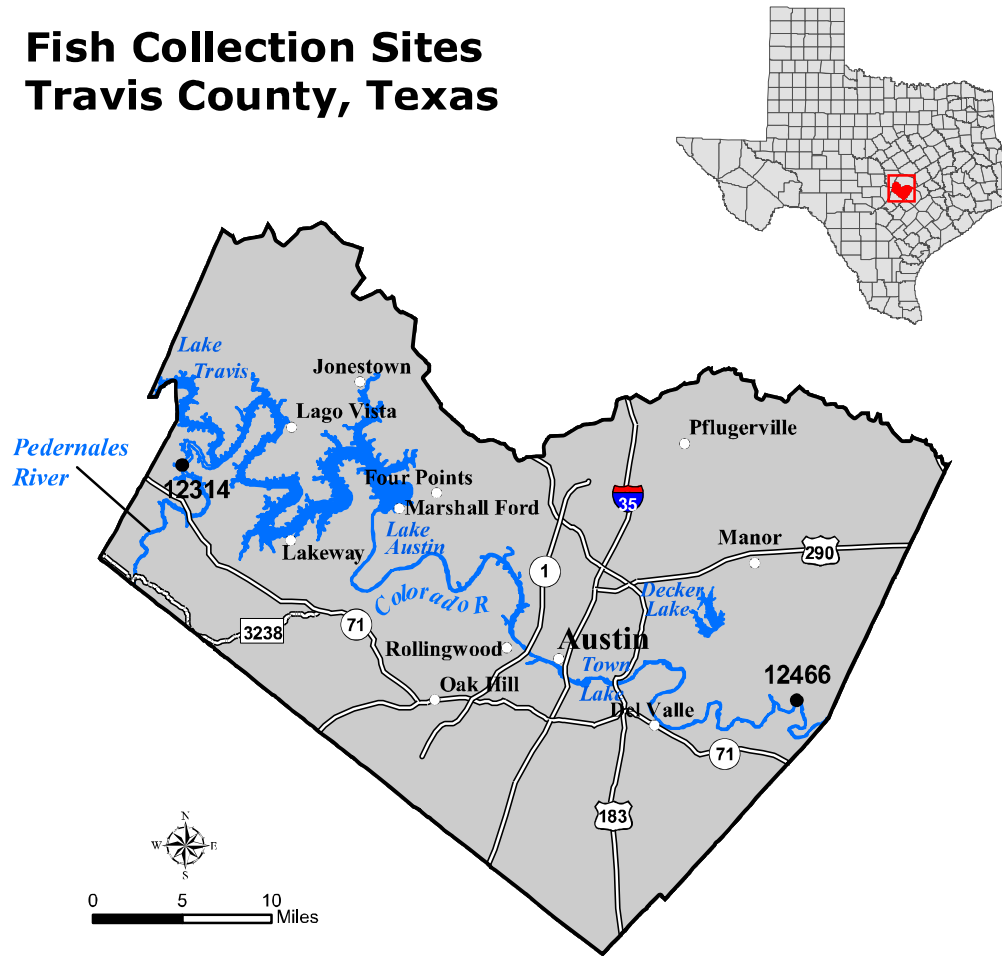 Fish Collection Sites
Travis County, Texas
Lake
Travis
Jonestown
Lago Vista
Pflugerville
Pedernales
River
12314
Four Points
Marshall Ford
35
Lake
Austin
Lakeway
Manor
290
1
Colorado R
Decker
Lake
3238
71
Rollingwood
Austin
Town
Lake
12466
Oak Hill
Del Valle
71
183
N
W
E
S
0 5 10
Miles